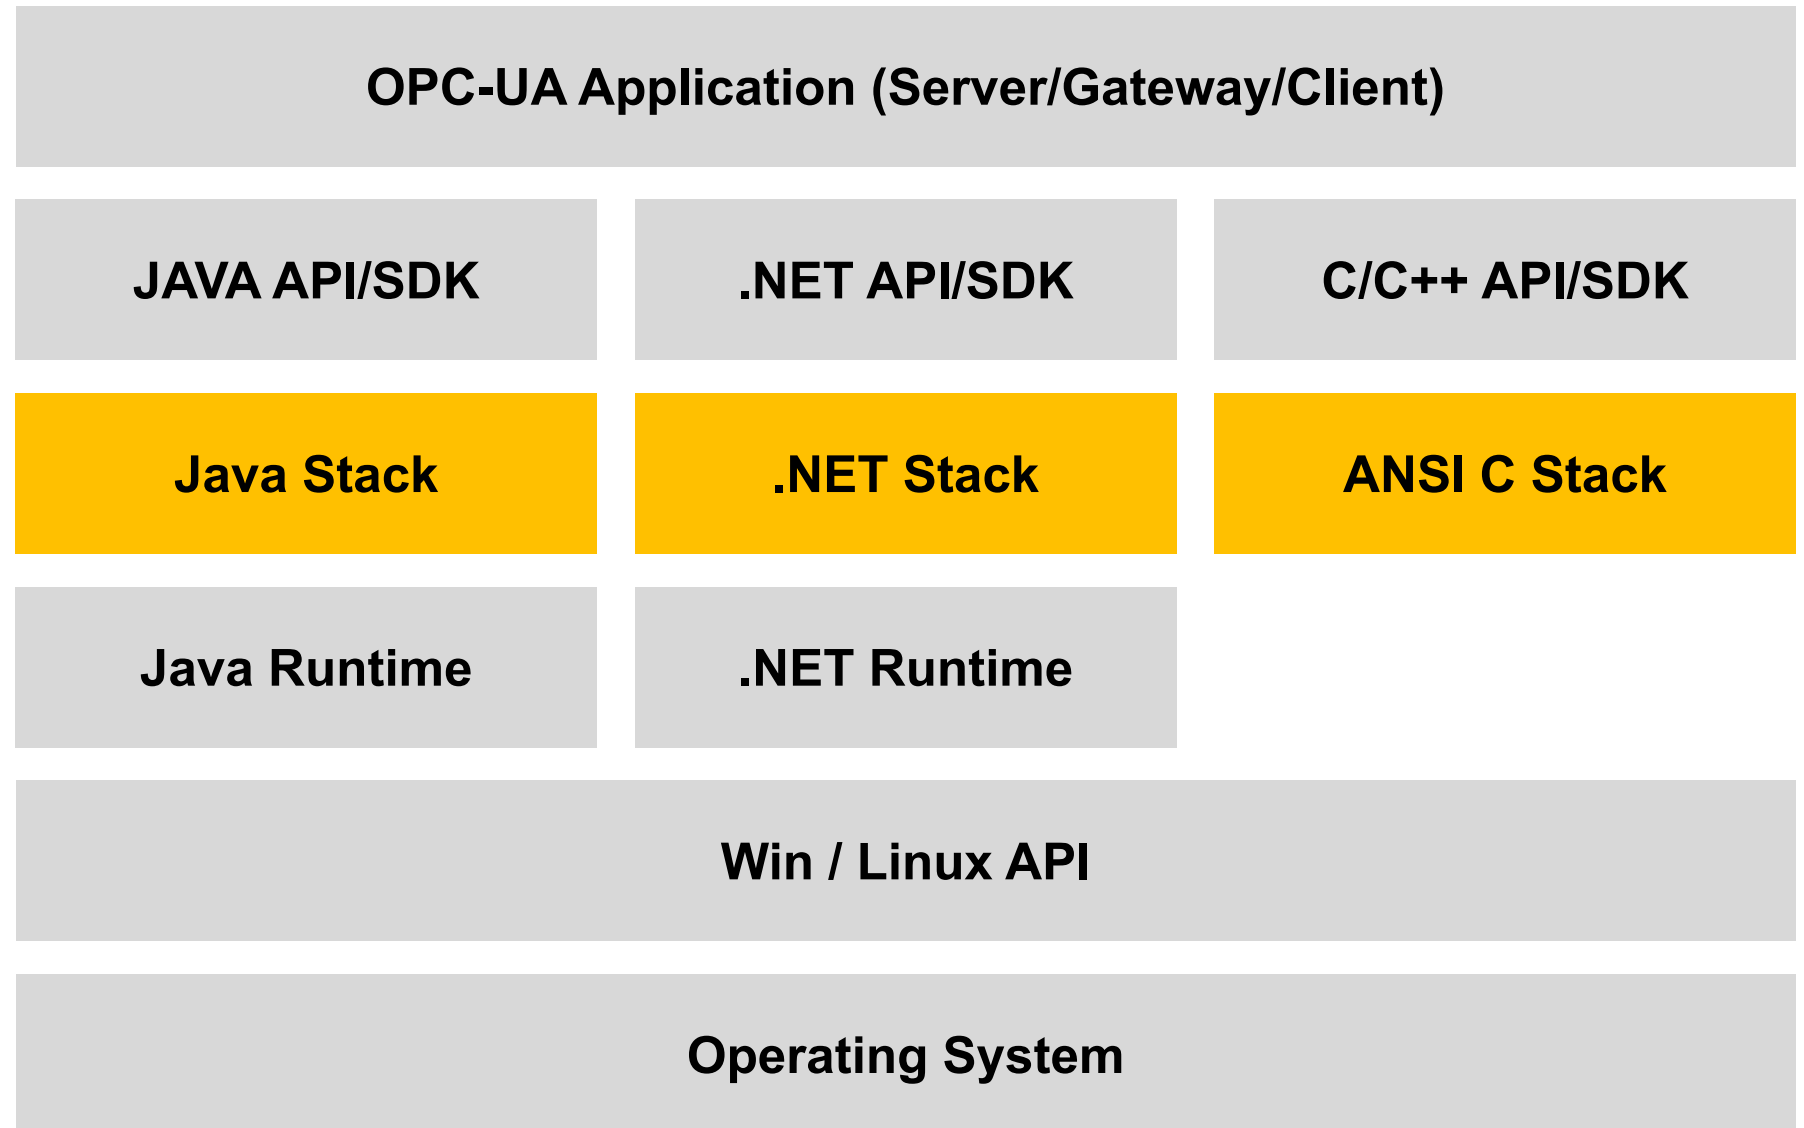 OPC-UA Application (Server/Gateway/Client)
JAVA API/SDK
.NET API/SDK
C/C++ API/SDK
Java Stack
.NET Stack
ANSI C Stack
Java Runtime
.NET Runtime
Win / Linux API
Operating System